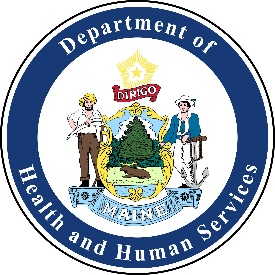 Department of
DIRIGO
MAINE
Health and Human Services